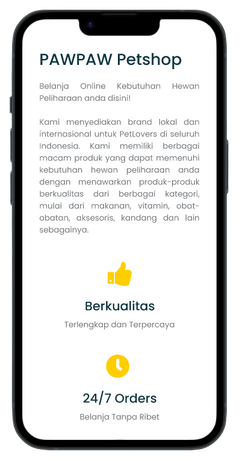 PAWPAW Petshop
Belanja Online Kebutuhan Hewan
Peliharaan anda disini!
Kami menyediakan brand lokal dan
internasional untuk PetLovers di seluruh
Indonesia. Kami memiliki berbagai
macam produk yang dapat memenuhi
kebutuhan hewan peliharaan anda
dengan menawarkan produk-produk
berkualitas dari berbagai kategori,
mulai dari makanan, vitamin, obat-
obatan, aksesoris, kandang dan lain
sebagainya.
Berkualitas
Terlengkap dan Terpercaya
24/7 Orders
Belanja Tanpa Ribet